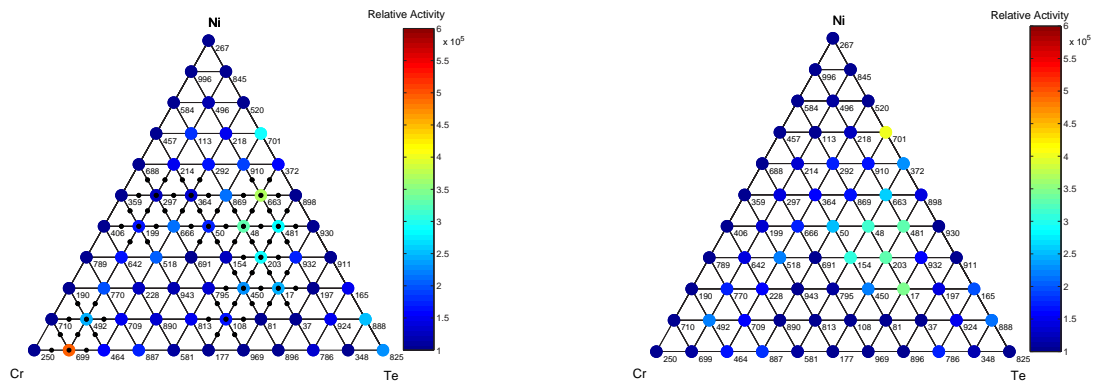 Relative Activity
Ni
6
x 10⁵
5.5
5
4.5
4
3.5
3
2.5
2
1.5
1
267
996 845
584 496 520
457 113 218 701
688 214 292 910 372
359 297 364 869 663 898
406 199 666 50 48 481 930
789 642 518 691 154 203 932 911
190 770 228 943 795 450 17 197 165
710 492 709 890 813 108 81 37 924 888
250 699 464 887 581 177 969 896 786 348 825
Cr Te
Relative Activity
Ni
6
x 10⁵
5.5
5
4.5
4
3.5
3
2.5
2
1.5
1
267
996 845
584 496 520
457 113 218 701
688 214 292 910 372
359 297 364 869 663 898
406 199 666 50 48 481 930
789 642 518 691 154 203 932 911
190 770 228 943 795 450 17 197 165
710 492 709 890 813 108 81 37 924 888
250 699 464 887 581 177 969 896 786 348 825
Cr Te